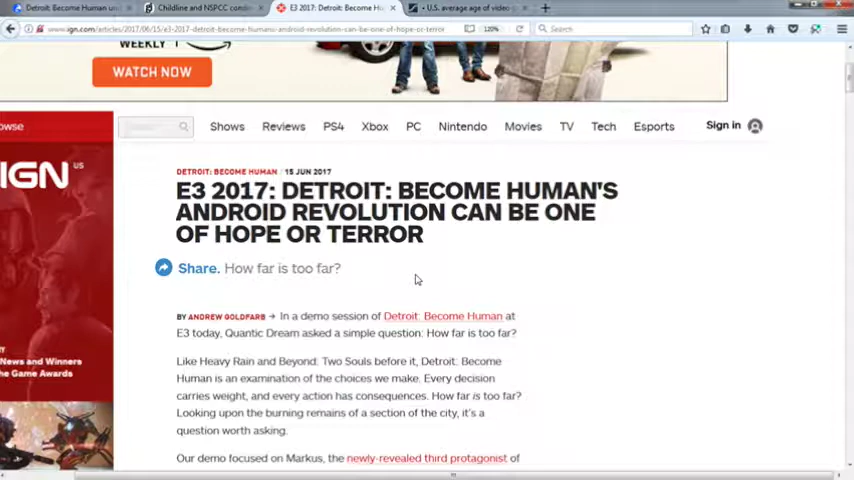 Detroit: Become Human un
Childline and NSPCC conde
E3 2017: Detroit: Become Hu
U.S. average age of video
www.ign.com/articles/2017/06/15/e3-2017-detroit-become-humans-android-revolution-can-be-one-of-hope-or-terror
120%
Search
WEEKLY
WATCH NOW
owse
Shows Reviews PS4 Xbox PC Nintendo Movies TV Tech Esports Sign in
IGN US
DETROIT: BECOME HUMAN / 15 JUN 2017
E3 2017: DETROIT: BECOME HUMAN'S
ANDROID REVOLUTION CAN BE ONE
OF HOPE OR TERROR
Share. How far is too far?
BY ANDREW GOLDFARB → In a demo session of Detroit: Become Human at
E3 today, Quantic Dream asked a simple question: How far is too far?
Like Heavy Rain and Beyond: Two Souls before it, Detroit: Become
Human is an examination of the choices we make. Every decision
carries weight, and every action has consequences. How far is too far?
Looking upon the burning remains of a section of the city, it's a
question worth asking.
Our demo focused on Markus, the newly-revealed third protagonist of
News and Winners
he Game Awards